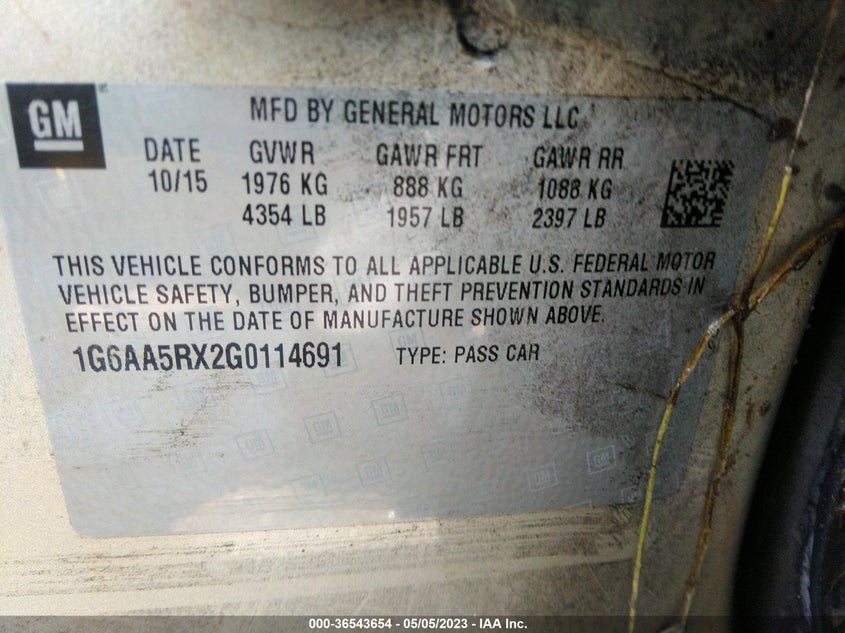 GM
MFD BY GENERAL MOTORS LLC
DATE GVWR GAWR FRT GAWR RR
10/15 1976 KG 888 KG 1088 KG
4354 LB 1957 LB 2397 LB
THIS VEHICLE CONFORMS TO ALL APPLICABLE U.S. FEDERAL MOTOR
VEHICLE SAFETY, BUMPER, AND THEFT PREVENTION STANDARDS IN
EFFECT ON THE DATE OF MANUFACTURE SHOWN ABOVE.
1G6AA5RX2G0114691 TYPE: PASS CAR
000-36543654 - 05/05/2023 - IAA Inc.